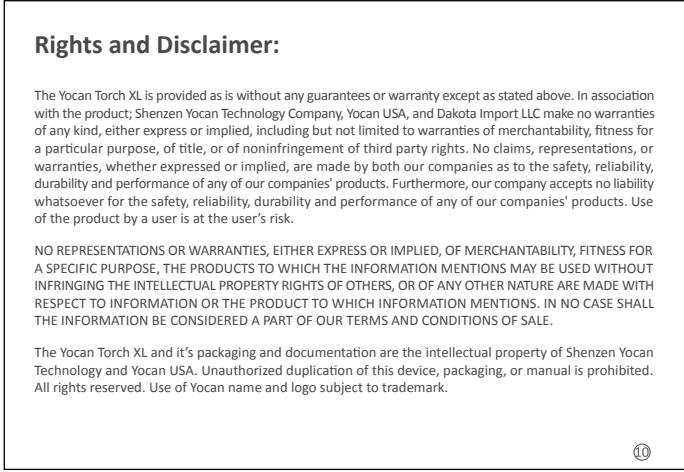 Rights and Disclaimer:
The Yocan Torch XL is provided as is without any guarantees or warranty except as stated above. In association
with the product; Shenzen Yocan Technology Company, Yocan USA, and Dakota Import LLC make no warranties
of any kind, either express or implied, including but not limited to warranties of merchantability, fitness for
a particular purpose, of title, or of noninfringement of third party rights. No claims, representations, or
warranties, whether expressed or implied, are made by both our companies as to the safety, reliability,
durability and performance of any of our companies' products. Furthermore, our company accepts no liability
whatsoever for the safety, reliability, durability and performance of any of our companies' products. Use
of the product by a user is at the user’s risk.
NO REPRESENTATIONS OR WARRANTIES, EITHER EXPRESS OR IMPLIED, OF MERCHANTABILITY, FITNESS FOR
A SPECIFIC PURPOSE, THE PRODUCTS TO WHICH THE INFORMATION MENTIONS MAY BE USED WITHOUT
INFRINGING THE INTELLECTUAL PROPERTY RIGHTS OF OTHERS, OR OF ANY OTHER NATURE ARE MADE WITH
RESPECT TO INFORMATION OR THE PRODUCT TO WHICH INFORMATION MENTIONS. IN NO CASE SHALL
THE INFORMATION BE CONSIDERED A PART OF OUR TERMS AND CONDITIONS OF SALE.
The Yocan Torch XL and it’s packaging and documentation are the intellectual property of Shenzen Yocan
Technology and Yocan USA. Unauthorized duplication of this device, packaging, or manual is prohibited.
All rights reserved. Use of Yocan name and logo subject to trademark.
10